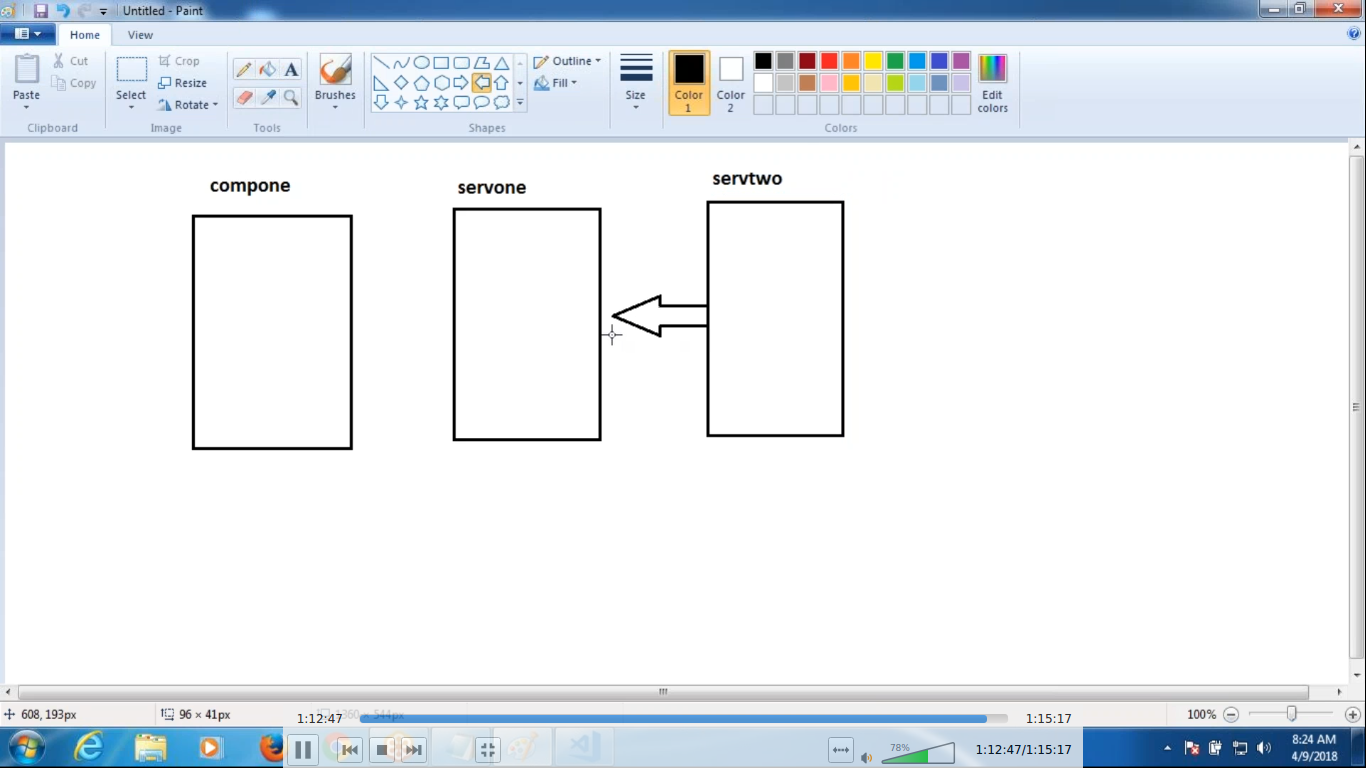 Untitled - Paint
Home View
Cut
Copy
Paste
Clipboard
Select
Crop
Resize
Rotate
Image
A
Tools
Brushes
Outline
Fill
Shapes
Size
Color 1
Color 2
Edit colors
Colors
compone
servone
servtwo
608, 193px
96 × 41px
1360 × 544px
100%
1:12:47
1:15:17
78%
1:12:47/1:15:17
8:24 AM
4/9/2018